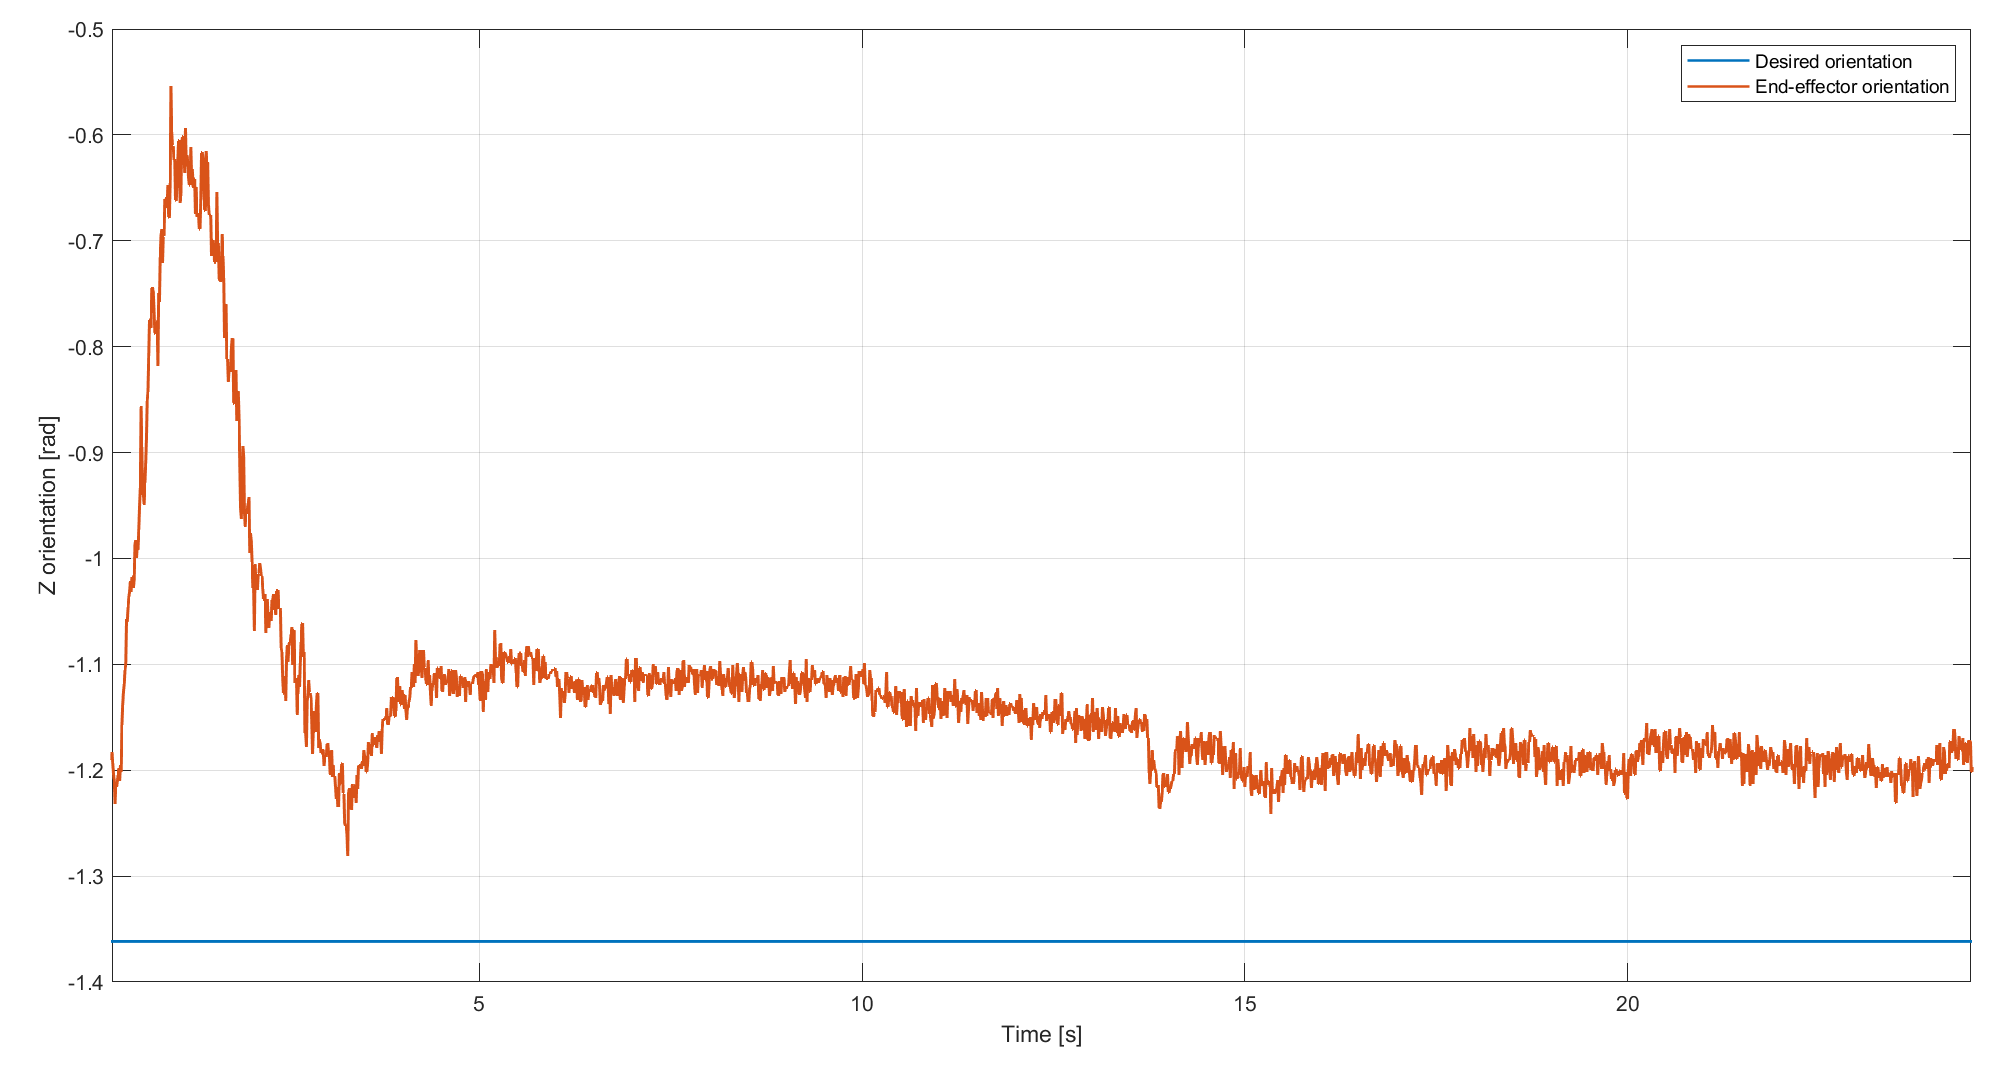 -0.5
-0.6
-0.7
-0.8
-0.9
-1
-1.1
-1.2
-1.3
-1.4
Z orientation [rad]
Desired orientation
End-effector orientation
5 10 15 20
Time [s]